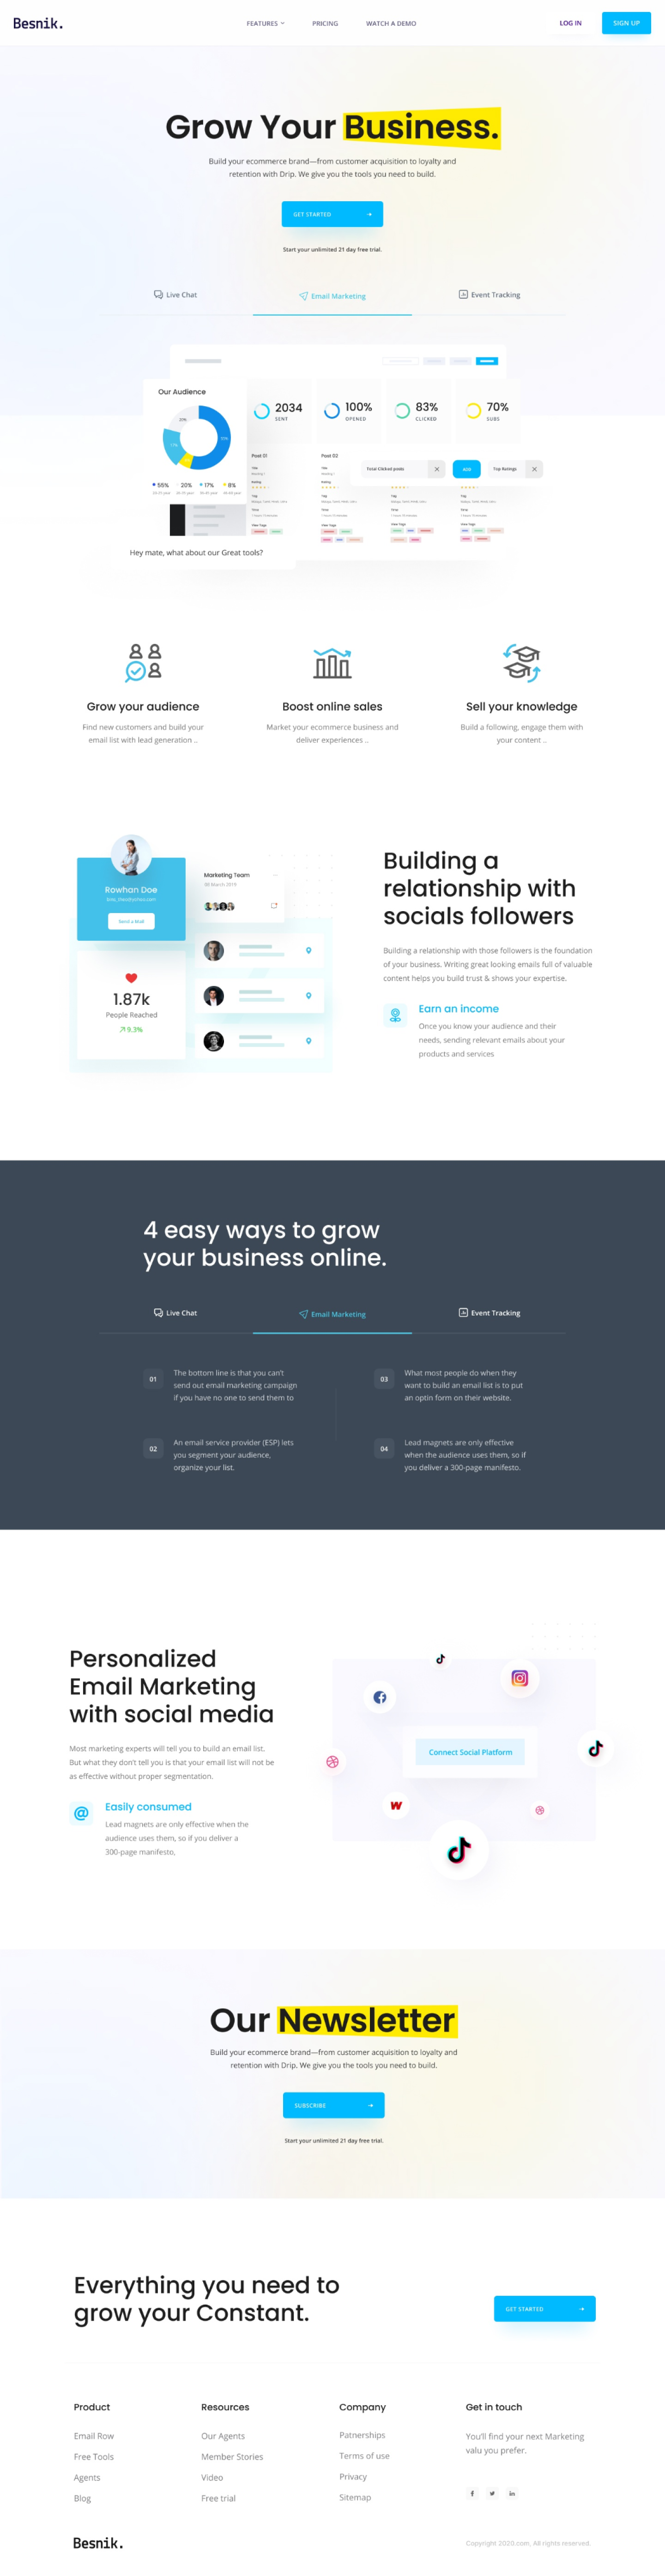 Besnik.
FEATURES
PRICING
WATCH A DEMO
LOG IN
SIGN UP
Grow Your Business.
Build your ecommerce brand—from customer acquisition to loyalty and
retention with Drip. We give you the tools you need to build.
GET STARTED
Start your unlimited 21 day free trial.
Live Chat
Email Marketing
Event Tracking
Our Audience
20%
55%
17%
55%
20%
17%
8%
2034
SENT
100%
OPENED
83%
CLICKED
70%
SUBS
Post 01
Post 02
Total Clicked posts
ADD
Top Ratings
Hey mate, what about our Great tools?
Grow your audience
Find new customers and build your
email list with lead generation ..
Boost online sales
Market your ecommerce business and
deliver experiences ..
Sell your knowledge
Build a following, engage them with
your content ..
Rowhan Doe
Send a Mail
Marketing Team
30 March 2019
1.87k
People Reached
9.3%
Building a
relationship with
socials followers
Building a relationship with those followers is the foundation
of your business. Writing great looking emails full of valuable
content helps you build trust & shows your expertise.
Earn an income
Once you know your audience and their
needs, sending relevant emails about your
products and services
4 easy ways to grow
your business online.
Live Chat
Email Marketing
Event Tracking
01
The bottom line is that you can't
send out email marketing campaign
if you have no one to send them to
03
What most people do when they
want to build an email list is to put
an optin form on their website.
02
An email service provider (ESP) lets
you segment your audience,
organize your list.
04
Lead magnets are only effective
when the audience uses them, so if
you deliver a 300-page manifesto.
Personalized
Email Marketing
with social media
Most marketing experts will tell you to build an email list.
But what they don't tell you is that your email list will not be
as effective without proper segmentation.
Easily consumed
Lead magnets are only effective when the
audience uses them, so if you deliver a
300-page manifesto,
Connect Social Platform
Our Newsletter
Build your ecommerce brand—from customer acquisition to loyalty and
retention with Drip. We give you the tools you need to build.
SUBSCRIBE
Start your unlimited 21 day free trial.
Everything you need to
grow your Constant.
GET STARTED
Product
Email Row
Free Tools
Agents
Blog
Resources
Our Agents
Member Stories
Video
Free trial
Company
Patnerships
Terms of use
Privacy
Sitemap
Get in touch
You'll find your next Marketing
valu you prefer.
Besnik.
Copyright 2020.com, All rights reserved.